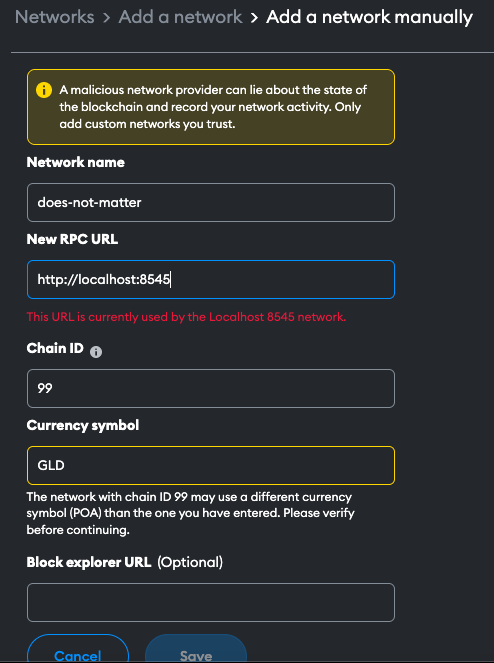 Networks > Add a network > Add a network manually
A malicious network provider can lie about the state of
the blockchain and record your network activity. Only
add custom networks you trust.
Network name
does-not-matter
New RPC URL
http://localhost:8545
This URL is currently used by the Localhost 8545 network.
Chain ID
99
Currency symbol
GLD
The network with chain ID 99 may use a different currency
symbol (POA) than the one you have entered. Please verify
before continuing.
Block explorer URL (Optional)
Cancel Save